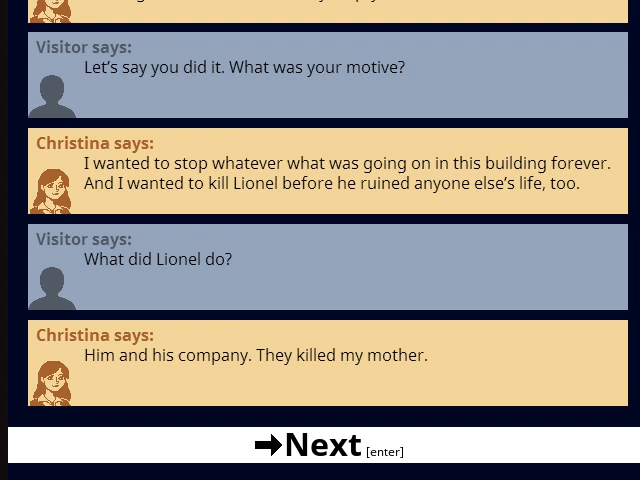 Visitor says:
Let's say you did it. What was your motive?
Christina says:
I wanted to stop whatever what was going on in this building forever.
And I wanted to kill Lionel before he ruined anyone else's life, too.
Visitor says:
What did Lionel do?
Christina says:
Him and his company. They killed my mother.
➡Next [enter]